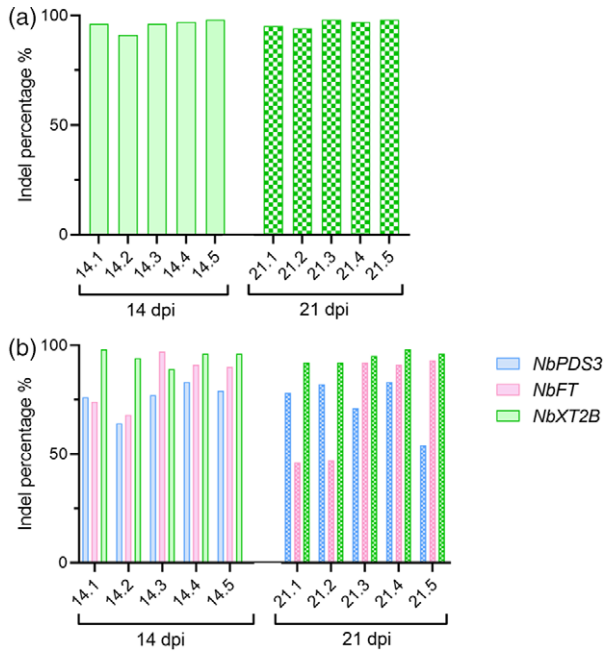 (a)
Indel percentage %
100
50
0
14.1 14.2 14.3 14.4 14.5 21.1 21.2 21.3 21.4 21.5
14 dpi 21 dpi
(b)
Indel percentage %
100
50
0
14.1 14.2 14.3 14.4 14.5 21.1 21.2 21.3 21.4 21.5
14 dpi 21 dpi
NbPDS3
NbFT
NbXT2B